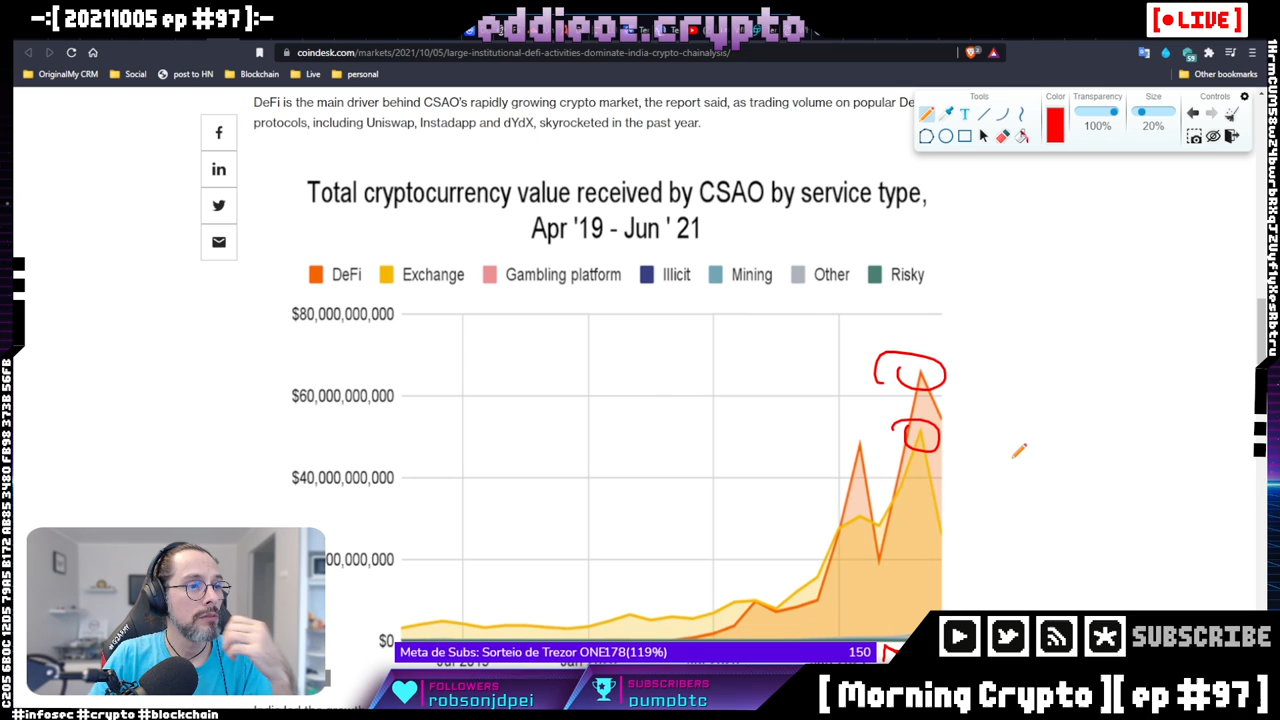 -:[ 20211005 ep #97 ]:-
eddieoz.crypto
[ • LIVE ]
coindesk.com/markets/2021/10/05/large-institutional-defi-activities-dominate-india-crypto-chainalysis/
OriginalMy CRM
Social
post to HN
Blockchain
Live
personal
Other bookmarks
DeFi is the main driver behind CSAO's rapidly growing crypto market, the report said, as trading volume on popular De
protocols, including Uniswap, Instadapp and dYdX, skyrocketed in the past year.
Tools
Color
Transparency
Size
Controls
100%
20%
Total cryptocurrency value received by CSAO by service type,
Apr '19 - Jun ' 21
DeFi
Exchange
Gambling platform
Illicit
Mining
Other
Risky
$80,000,000,000
$60,000,000,000
$40,000,000,000
00,000,000
$0
Meta de Subs: Sorteio de Trezor ONE178(119%)
150
FOLLOWERS
robsonjdpei
SUBSCRIBERS
pumpbtc
SUBSCRIBE
[ Morning Crypto ][ ep #97 ]
#infosec #crypto #blockchain